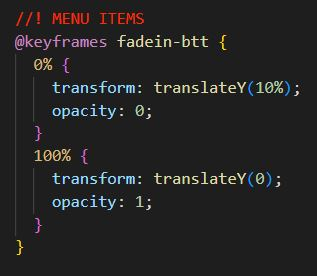 //! MENU ITEMS
@keyframes fadein-btt {
  0% {
    transform: translateY(10%);
    opacity: 0;
  }
  100% {
    transform: translateY(0);
    opacity: 1;
  }
}